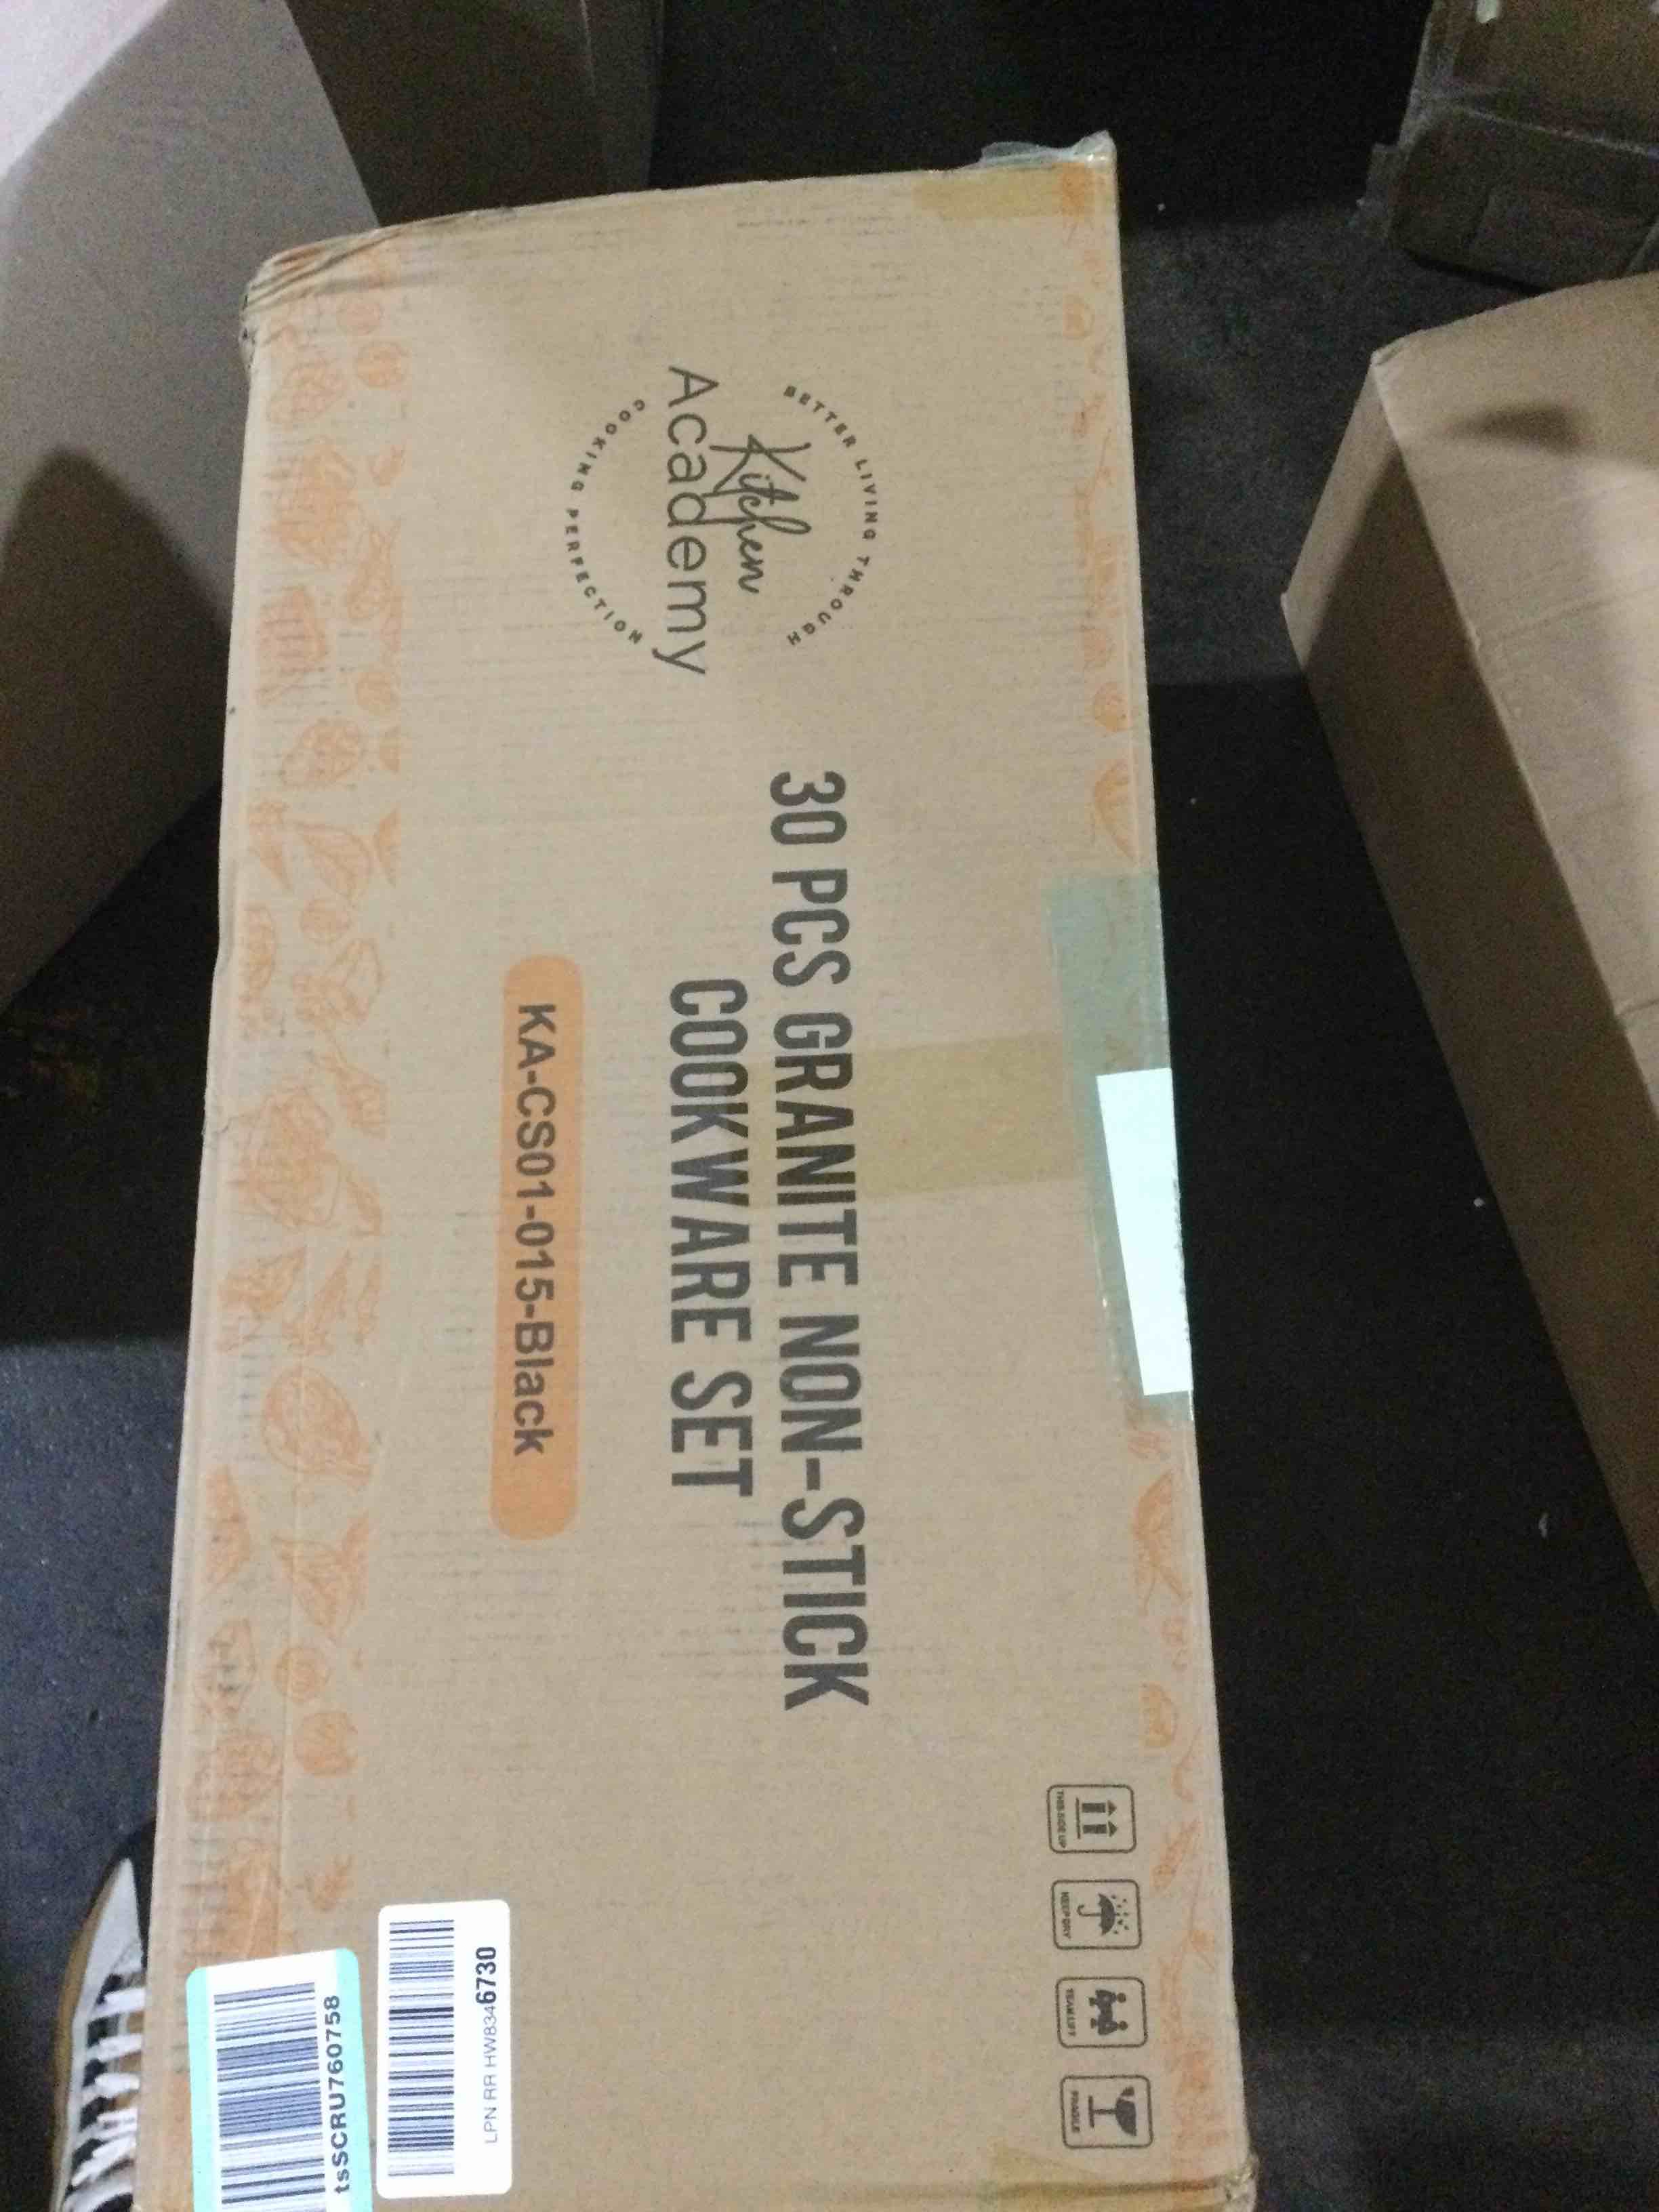 BETTER LIVING THROUGH
Kitchen
Academy
COOKING PERFECTION
30 PCS GRANITE NON-STICK
COOKWARE SET
KA-CS01-015-Black
THIS SIDE UP
KEEP DRY
TEAM LIFT
FRAGILE
LPN RR HW8346730
tsSCRU760758